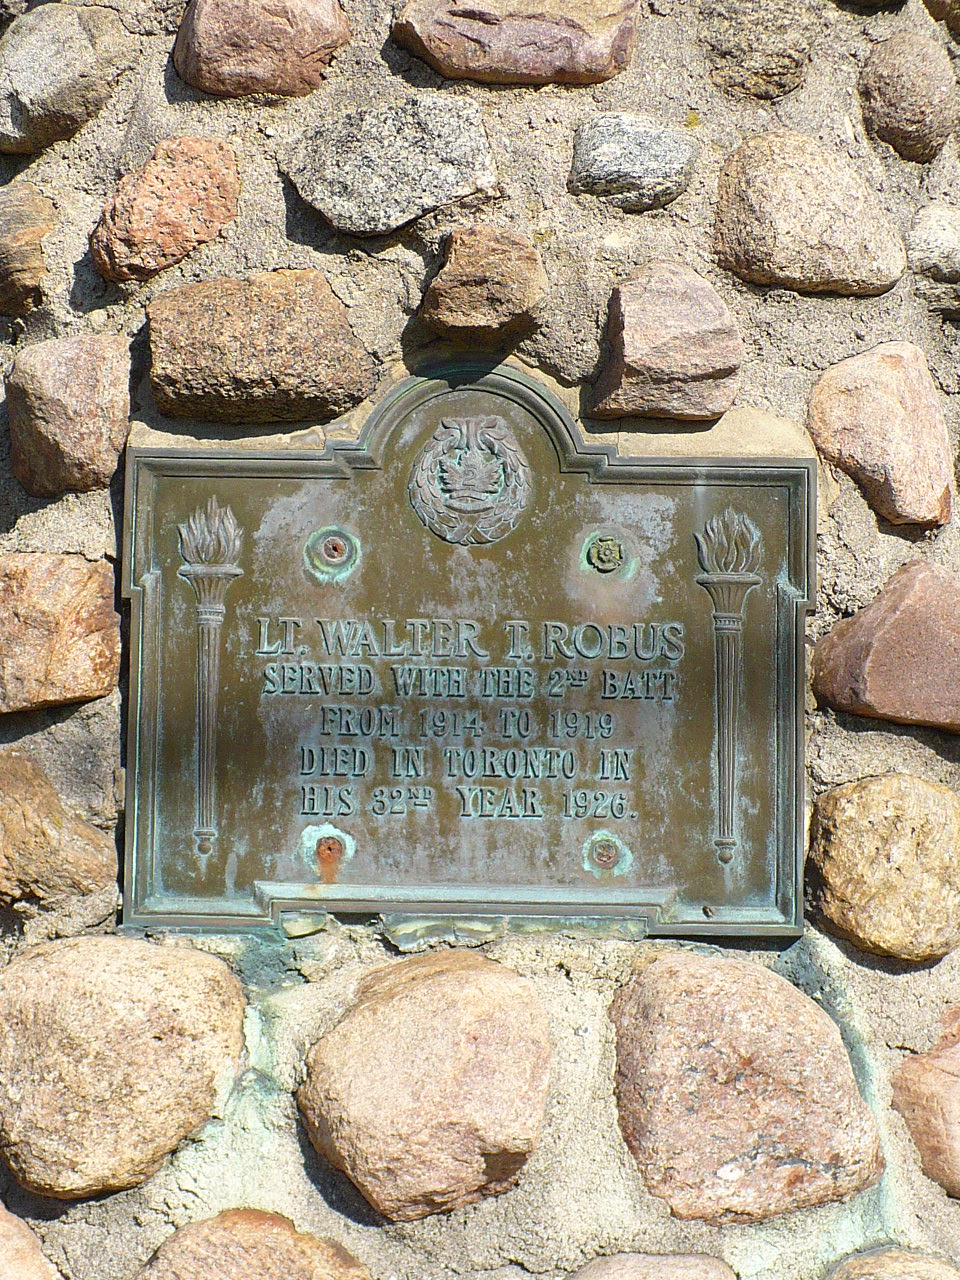 LT. WALTER T. ROBUS
SERVED WITH THE 2ND BATT
FROM 1914 TO 1919
DIED IN TORONTO IN
HIS 32ND YEAR 1926.